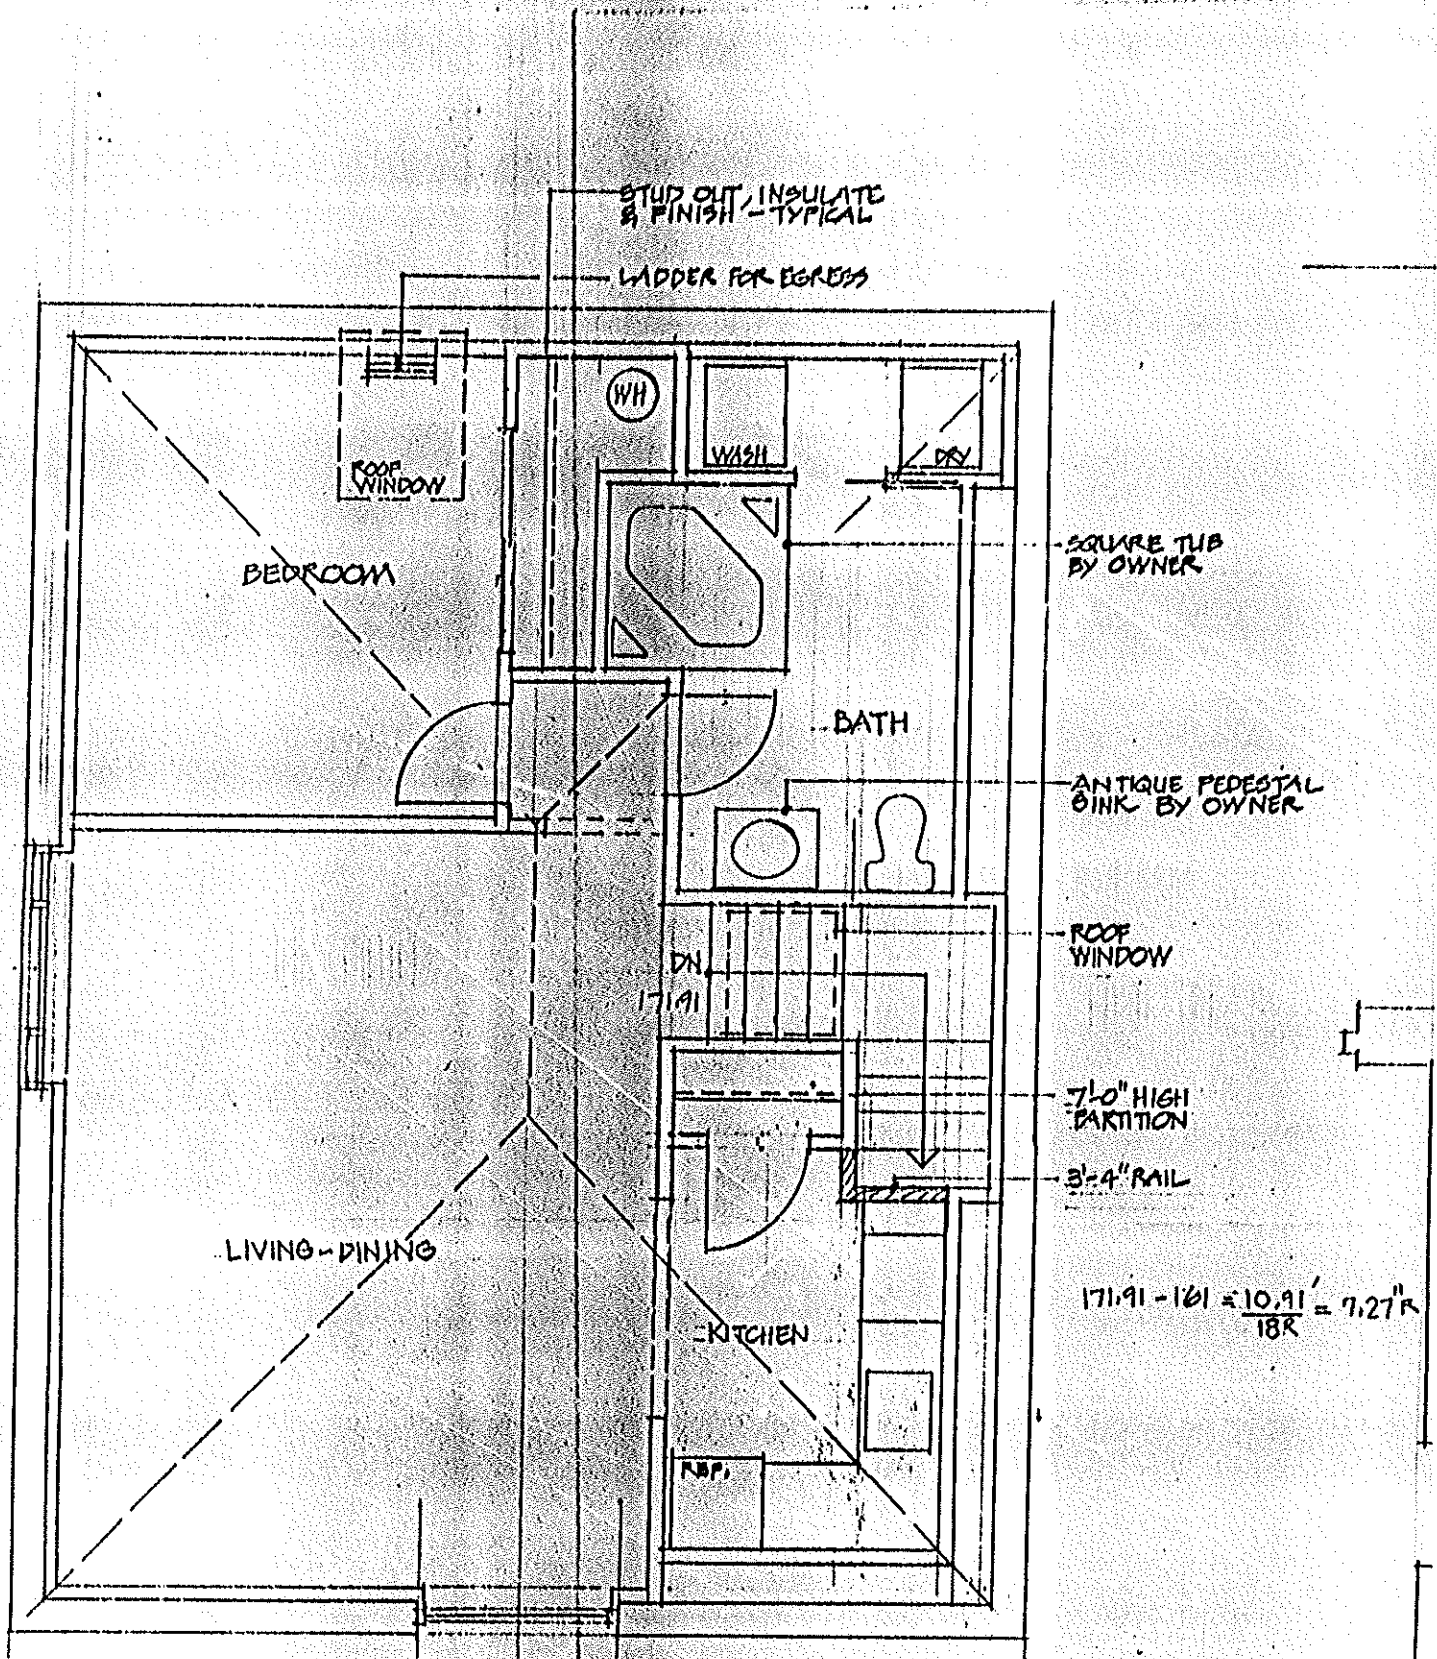 STUD OUT, INSULATE
& FINISH - TYPICAL
LADDER FOR EGRESS
WH
WASH
DRY
ROOF
WINDOW
BEDROOM
SQUARE TUB
BY OWNER
BATH
ANTIQUE PEDESTAL
SINK BY OWNER
ROOF
WINDOW
DN
171.91
7'-0" HIGH
PARTITION
3'-4" RAIL
LIVING-DINING
171.91 - 161 = 10.91' / 18R = 7.27"R
KITCHEN
REF.